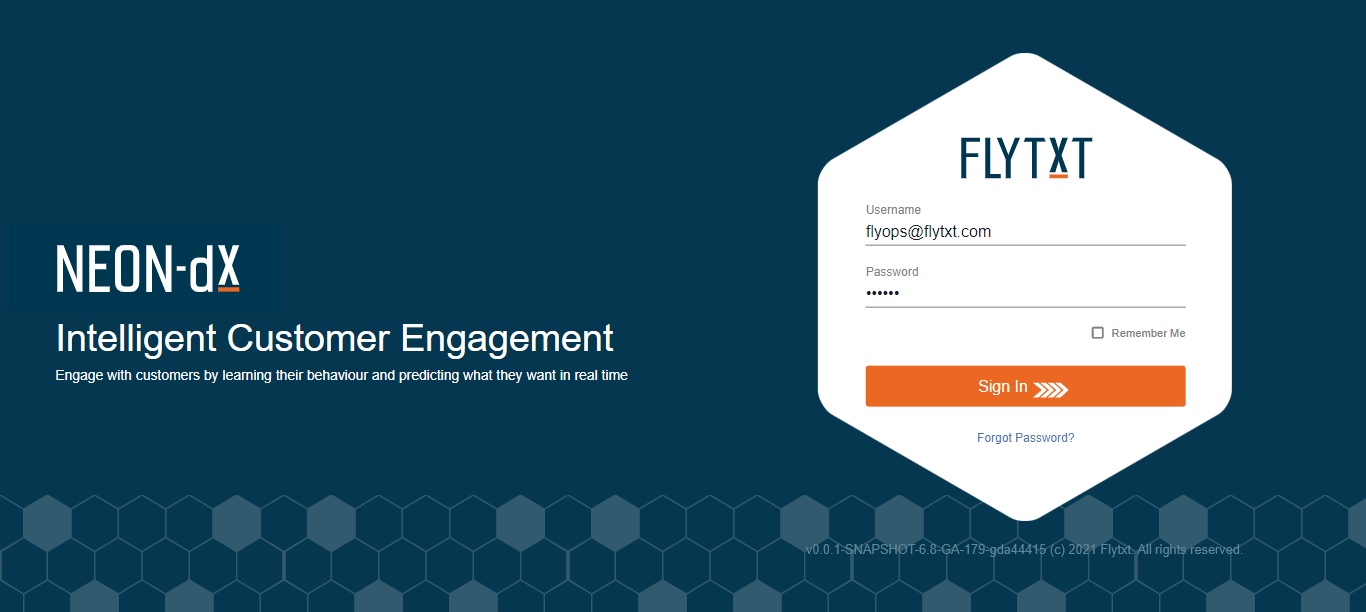 NEON-dX
Intelligent Customer Engagement
Engage with customers by learning their behaviour and predicting what they want in real time
FLYTXT
Username
flyops@flytxt.com
Password
••••••
Remember Me
Sign In
Forgot Password?
v0.0.1-SNAPSHOT-6.8-GA-179-gda44415 (c) 2021 Flytxt. All rights reserved.